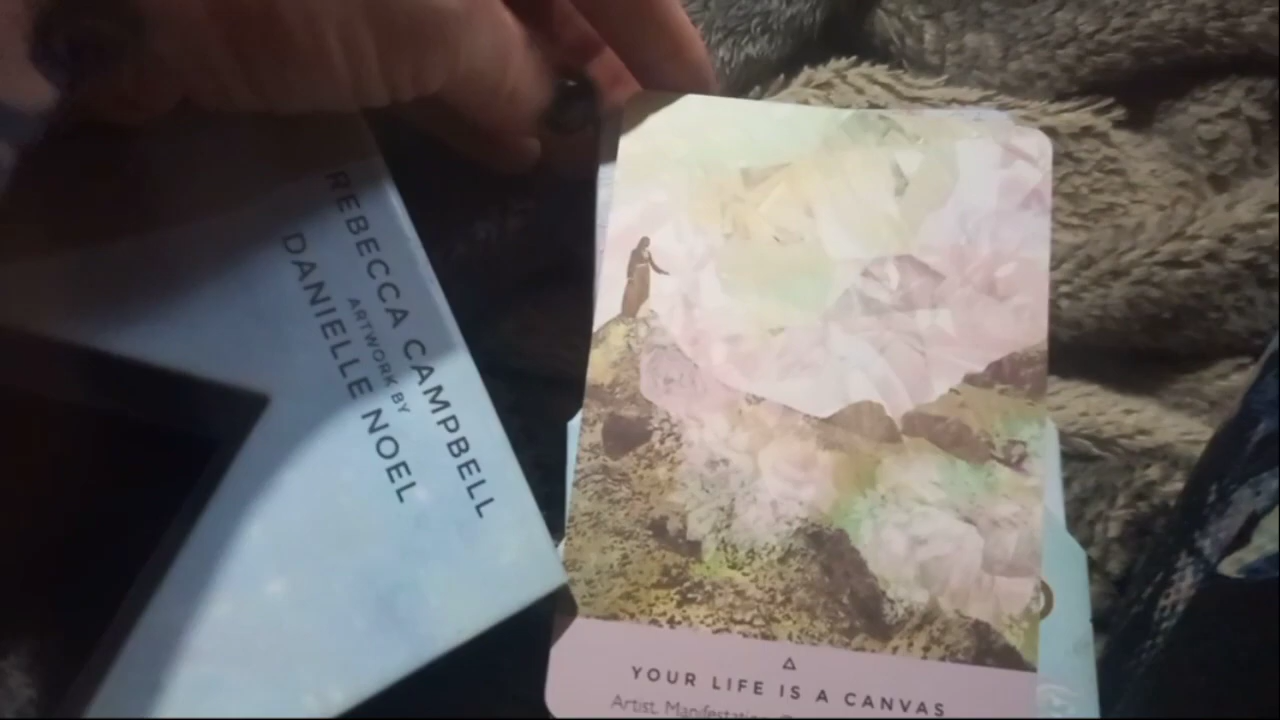 REBECCA CAMPBELL
ARTWORK BY
DANIELLE NOEL
YOUR LIFE IS A CANVAS
Artist. Manifestation.